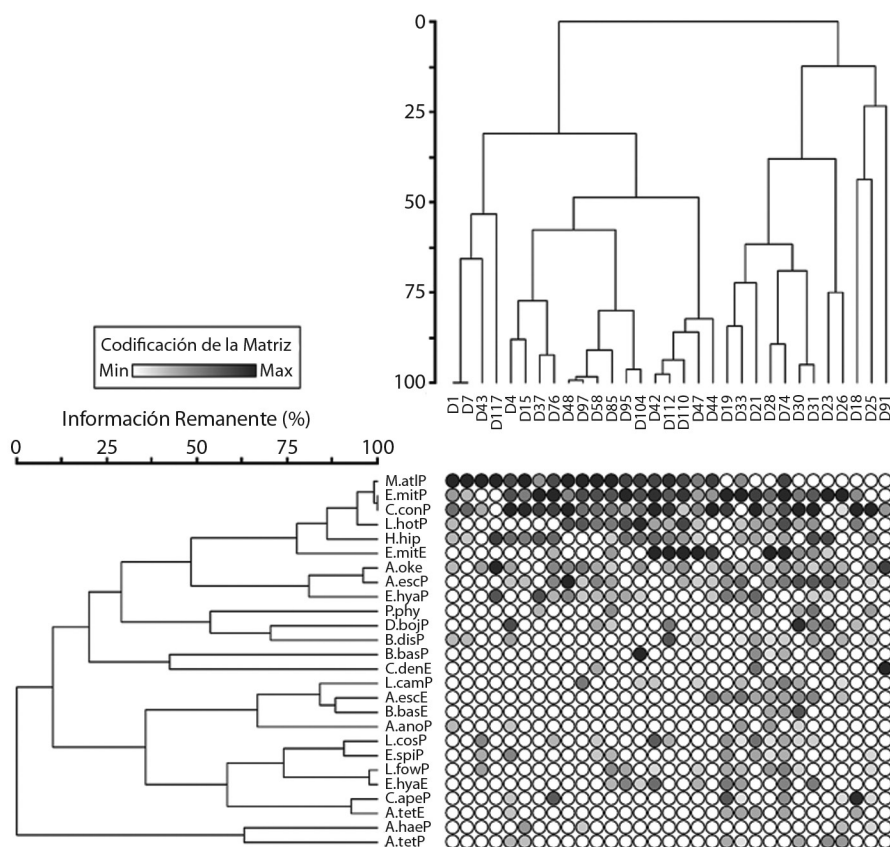 0
25
50
75
100
D1 D7 D43 D117 D4 D15 D37 D76 D48 D97 D58 D85 D95 D104 D42 D112 D110 D47 D44 D19 D33 D21 D28 D74 D30 D31 D23 D26 D18 D25 D91
Codificación de la Matriz
Min Max
Información Remanente (%)
0 25 50 75 100
M.atlP
E.mitP
C.conP
L.hotP
H.hip
E.mitE
A.oke
A.escP
E.hyaP
P.phy
D.bojP
B.disP
B.basP
C.denE
L.camP
A.escE
B.basE
A.anoP
L.cosP
E.spiP
L.fowP
E.hyaE
C.apeP
A.tetE
A.haeP
A.tetP